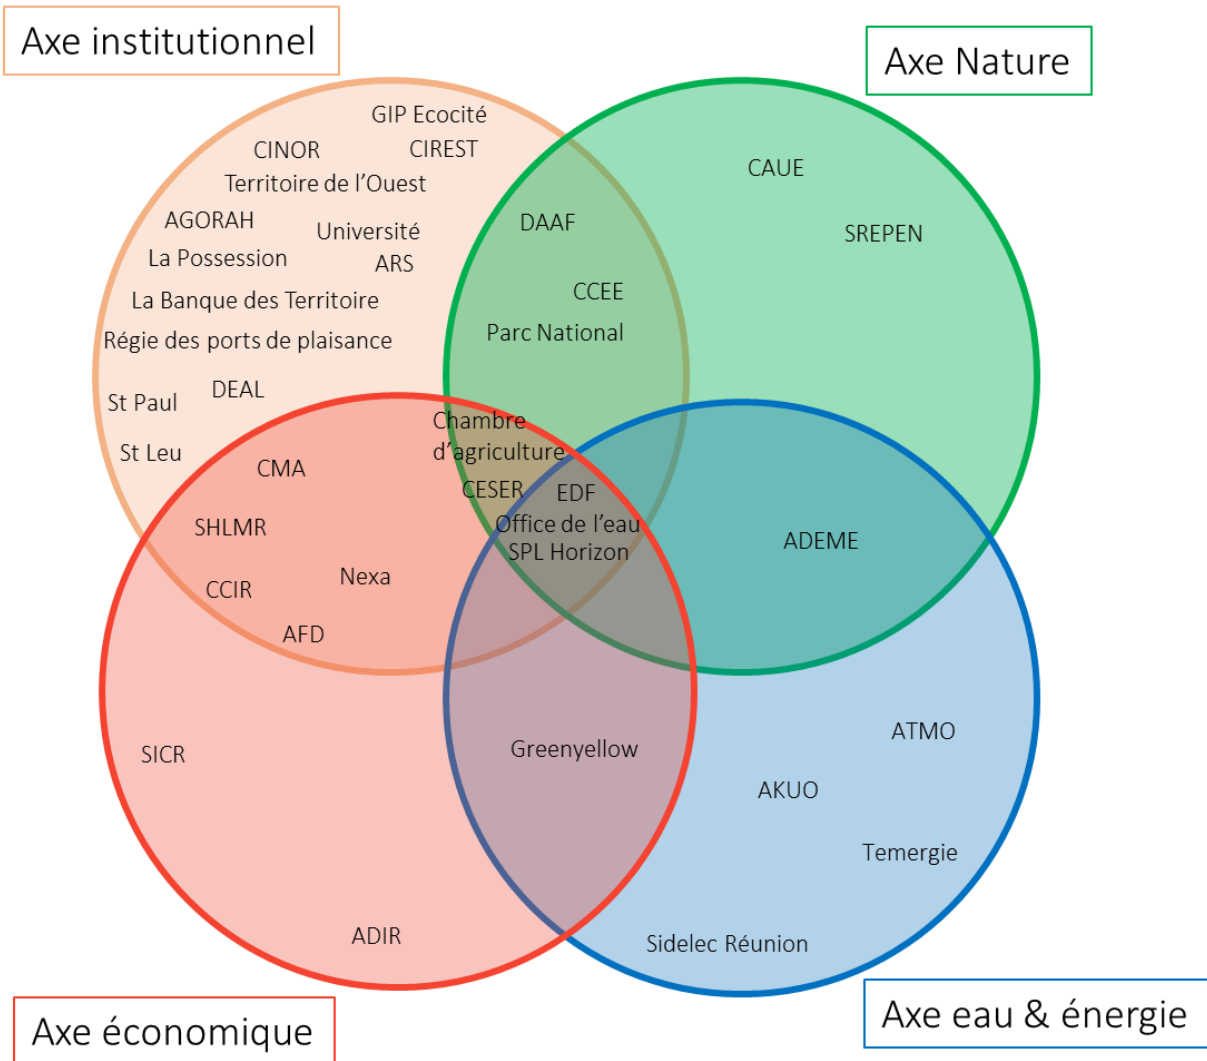 Axe institutionnel
Axe Nature
GIP Ecocité
CINOR
CIREST
Territoire de l'Ouest
AGORAH
Université
La Possession
ARS
La Banque des Territoire
Régie des ports de plaisance
DEAL
St Paul
St Leu
CAUE
SREPEN
DAAF
CCEE
Parc National
Chambre
d'agriculture
CESER
EDF
Office de l'eau
SPL Horizon
CMA
SHLMR
CCIR
Nexa
AFD
ADEME
SICR
Greenyellow
ADIR
ATMO
AKUO
Temergie
Sidelec Réunion
Axe économique
Axe eau & énergie